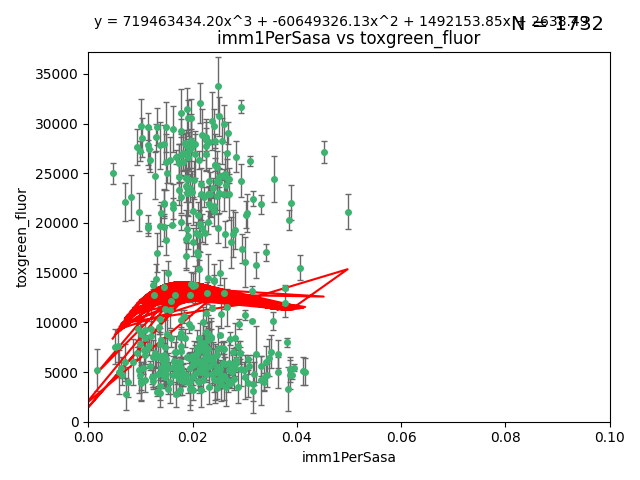 y = 719463434.20x^3 + -60649326.13x^2 + 1492153.85x + 2638.49
N = 1732
imm1PerSasa vs toxgreen_fluor
toxgreen_fluor
35000
30000
25000
20000
15000
10000
5000
0
0.00 0.02 0.04 0.06 0.08 0.10
imm1PerSasa